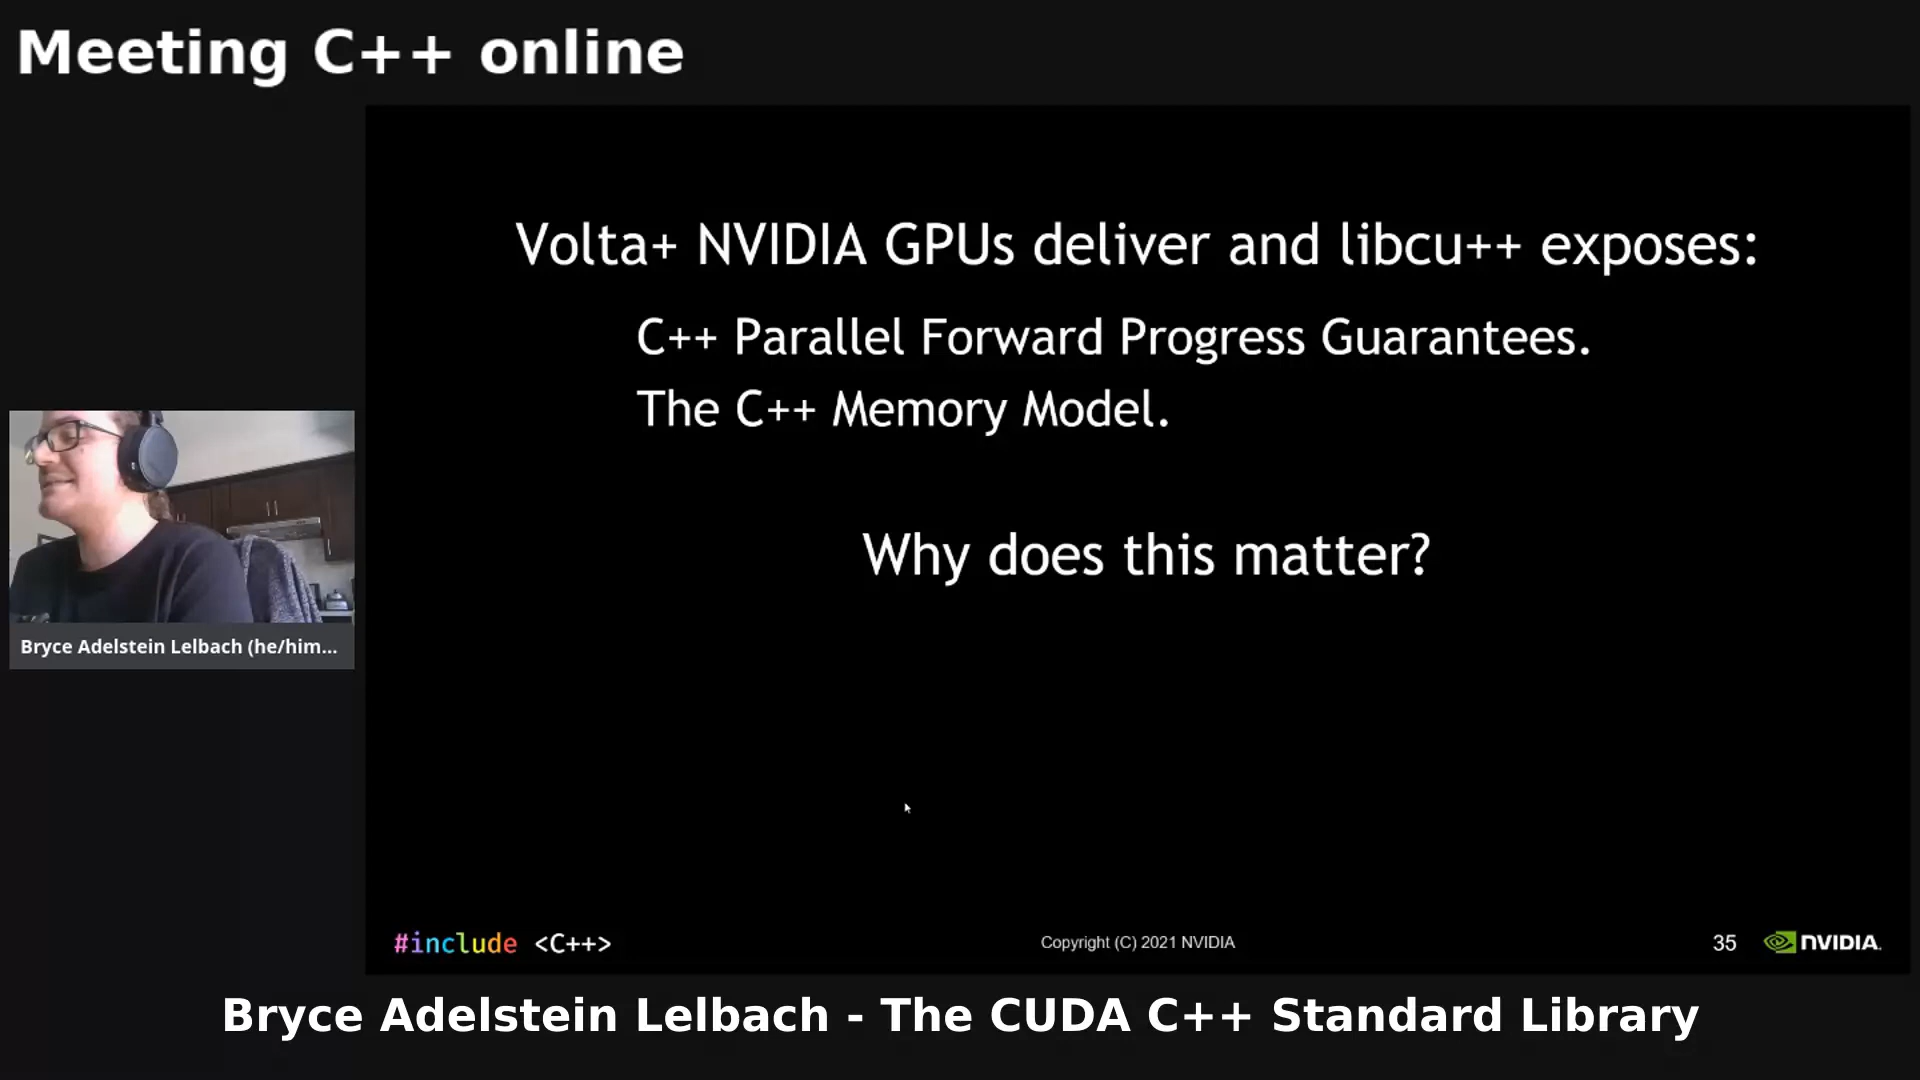 Meeting C++ online
Volta+ NVIDIA GPUs deliver and libcu++ exposes:
C++ Parallel Forward Progress Guarantees.
The C++ Memory Model.
Why does this matter?
Bryce Adelstein Lelbach (he/him...
#include <C++>
Copyright (C) 2021 NVIDIA
35
NVIDIA.
Bryce Adelstein Lelbach - The CUDA C++ Standard Library